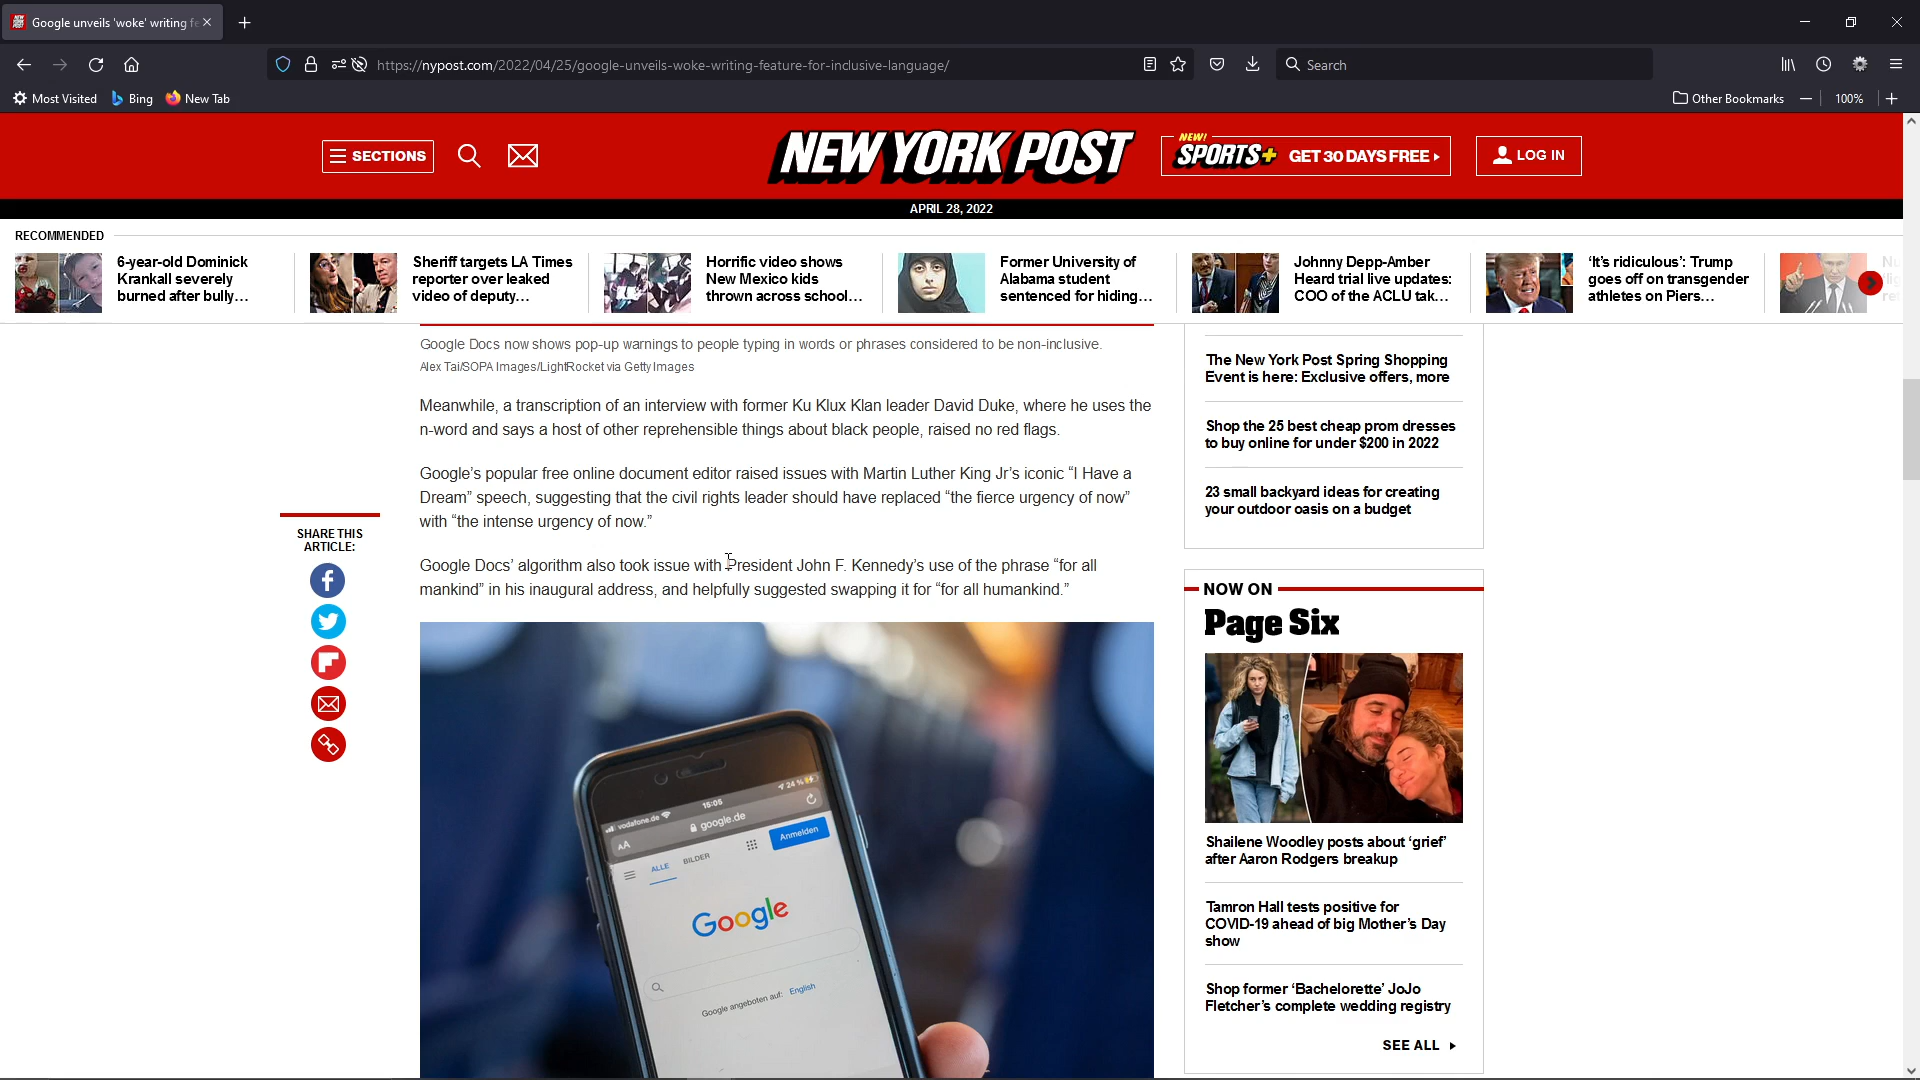 Google unveils 'woke' writing fe
https://nypost.com/2022/04/25/google-unveils-woke-writing-feature-for-inclusive-language/
Search
Most Visited
Bing
New Tab
Other Bookmarks
100%
SECTIONS
NEW YORK POST
NEW!
SPORTS+ GET 30 DAYS FREE
LOG IN
APRIL 28, 2022
RECOMMENDED
6-year-old Dominick
Krankall severely
burned after bully...
Sheriff targets LA Times
reporter over leaked
video of deputy...
Horrific video shows
New Mexico kids
thrown across school...
Former University of
Alabama student
sentenced for hiding...
Johnny Depp-Amber
Heard trial live updates:
COO of the ACLU tak...
‘It’s ridiculous’: Trump
goes off on transgender
athletes on Piers...
Google Docs now shows pop-up warnings to people typing in words or phrases considered to be non-inclusive.
Alex Tai/SOPA Images/LightRocket via Getty Images
Meanwhile, a transcription of an interview with former Ku Klux Klan leader David Duke, where he uses the
n-word and says a host of other reprehensible things about black people, raised no red flags.
Google’s popular free online document editor raised issues with Martin Luther King Jr’s iconic “I Have a
Dream” speech, suggesting that the civil rights leader should have replaced “the fierce urgency of now”
with “the intense urgency of now.”
Google Docs’ algorithm also took issue with President John F. Kennedy’s use of the phrase “for all
mankind” in his inaugural address, and helpfully suggested swapping it for “for all humankind.”
SHARE THIS
ARTICLE:
vodafone.de
15:05
24 %
AA
google.de
ALLE
BILDER
Anmelden
Google
Google angeboten auf: English
The New York Post Spring Shopping
Event is here: Exclusive offers, more
Shop the 25 best cheap prom dresses
to buy online for under $200 in 2022
23 small backyard ideas for creating
your outdoor oasis on a budget
NOW ON
Page Six
Shailene Woodley posts about ‘grief’
after Aaron Rodgers breakup
Tamron Hall tests positive for
COVID-19 ahead of big Mother’s Day
show
Shop former ‘Bachelorette’ JoJo
Fletcher’s complete wedding registry
SEE ALL